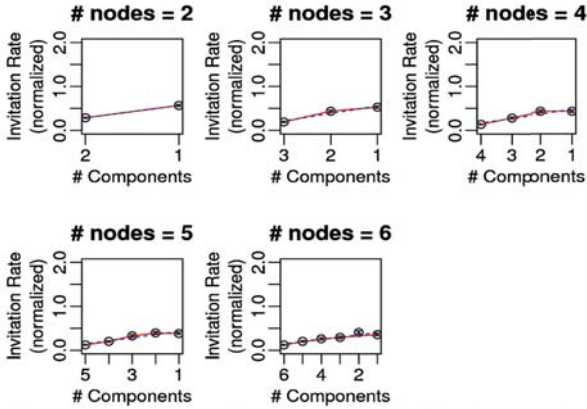 # nodes = 2
Invitation Rate
(normalized)
0.0 1.0 2.0
2 1
# Components
# nodes = 3
Invitation Rate
(normalized)
0.0 1.0 2.0
3 2 1
# Components
# nodes = 4
Invitation Rate
(normalized)
0.0 1.0 2.0
4 3 2 1
# Components
# nodes = 5
Invitation Rate
(normalized)
0.0 1.0 2.0
5 3 1
# Components
# nodes = 6
Invitation Rate
(normalized)
0.0 1.0 2.0
6 4 2
# Components